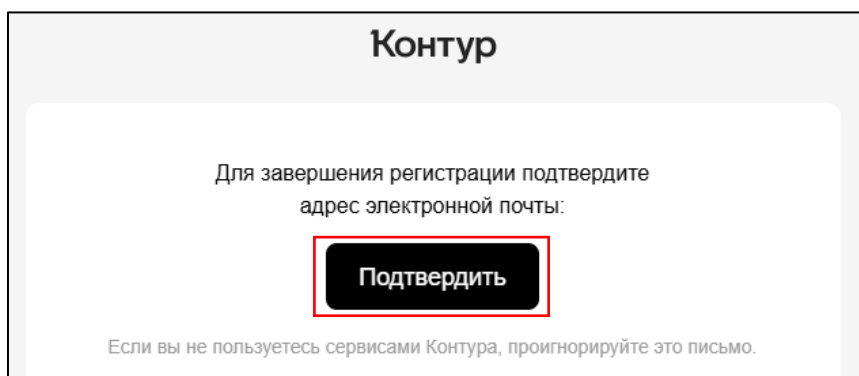 Контур
Для завершения регистрации подтвердите
адрес электронной почты:
Подтвердить
Если вы не пользуетесь сервисами Контура, проигнорируйте это письмо.